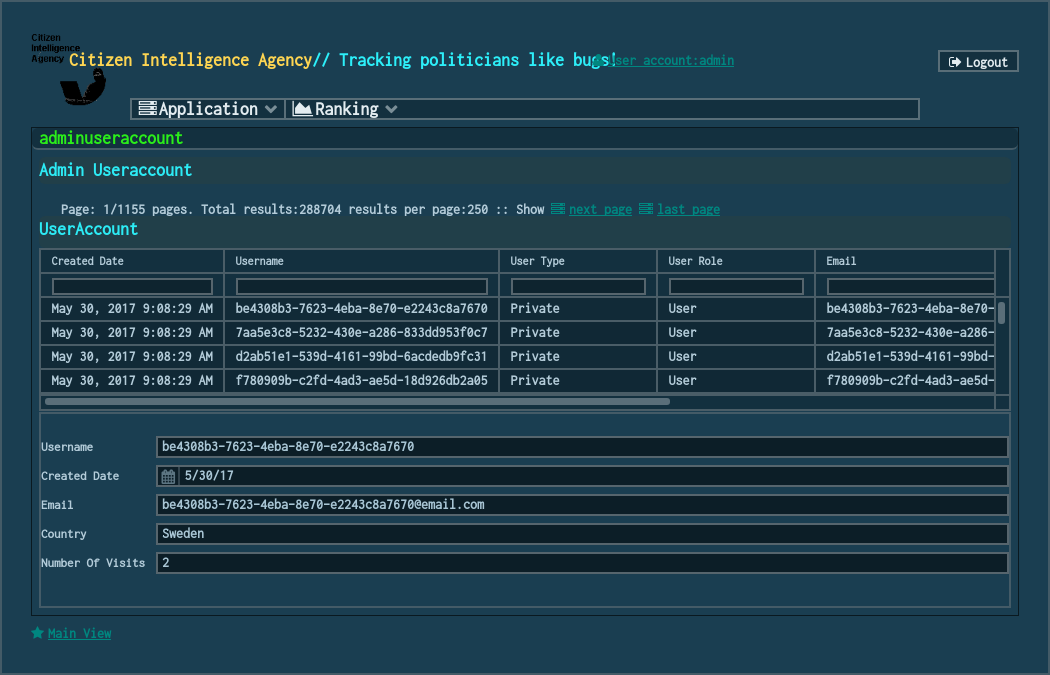 Citizen
Intelligence
Agency
Citizen Intelligence Agency// Tracking politicians like bugs!
User account:admin
Logout
Application
Ranking
adminuseraccount
Admin Useraccount
Page: 1/1155 pages. Total results:288704 results per page:250 :: Show next page last page
UserAccount
Created Date Username User Type User Role Email
May 30, 2017 9:08:29 AM be4308b3-7623-4eba-8e70-e2243c8a7670 Private User be4308b3-7623-4eba-8e70-
May 30, 2017 9:08:29 AM 7aa5e3c8-5232-430e-a286-833dd953f0c7 Private User 7aa5e3c8-5232-430e-a286-
May 30, 2017 9:08:29 AM d2ab51e1-539d-4161-99bd-6acdedb9fc31 Private User d2ab51e1-539d-4161-99bd-
May 30, 2017 9:08:29 AM f780909b-c2fd-4ad3-ae5d-18d926db2a05 Private User f780909b-c2fd-4ad3-ae5d-
Username be4308b3-7623-4eba-8e70-e2243c8a7670
Created Date 5/30/17
Email be4308b3-7623-4eba-8e70-e2243c8a7670@email.com
Country Sweden
Number Of Visits 2
Main View